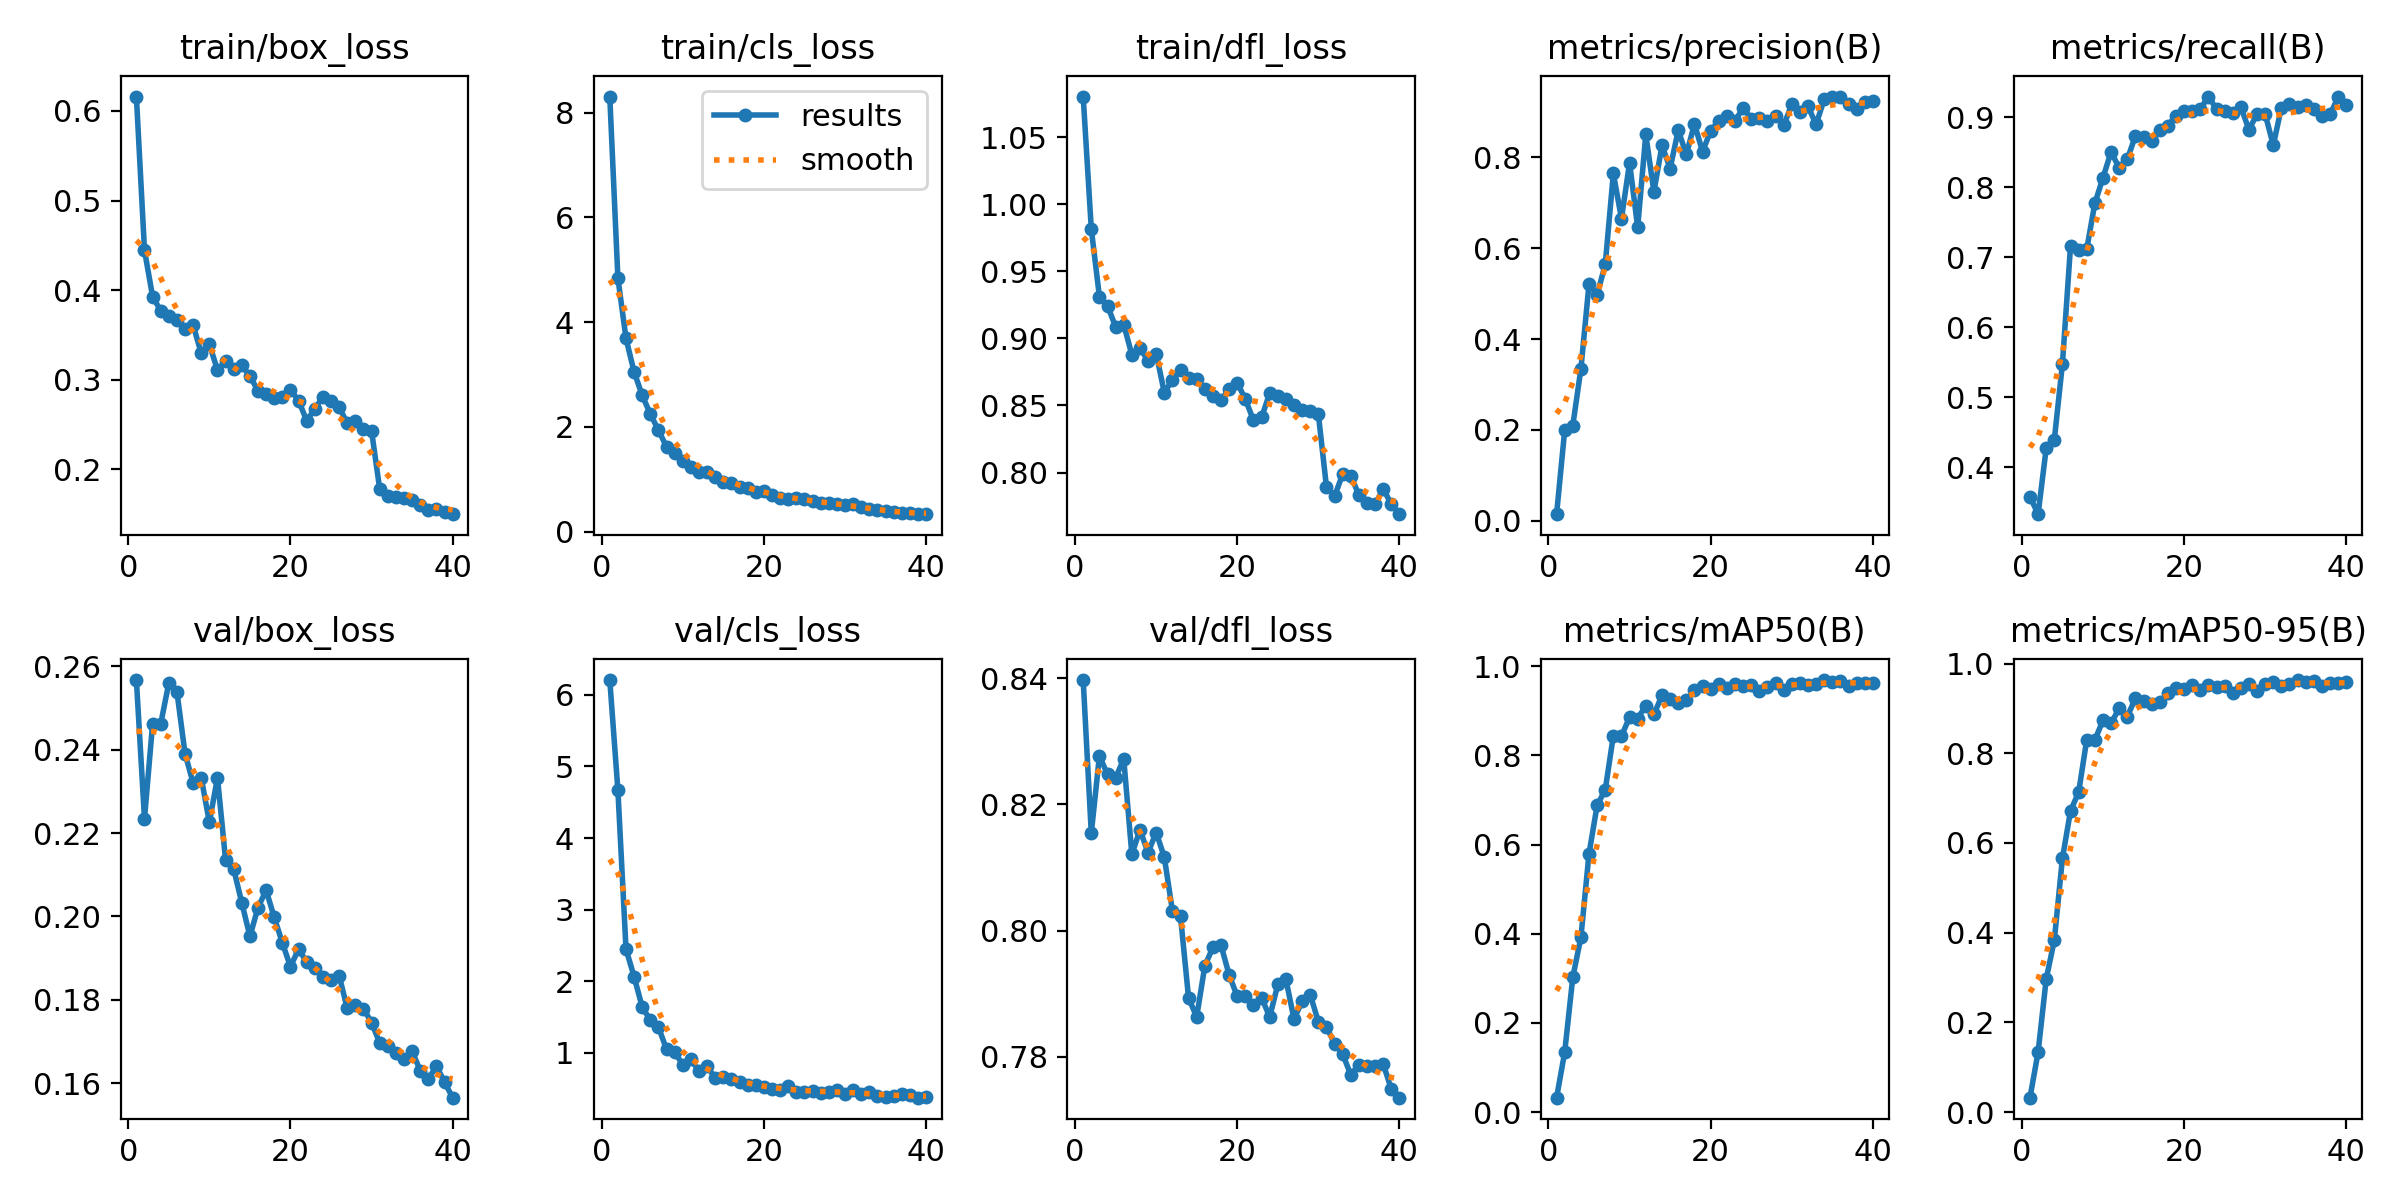 train/box_loss
0.6
0.5
0.4
0.3
0.2
0 20 40
train/cls_loss
results
smooth
8
6
4
2
0
0 20 40
train/dfl_loss
1.05
1.00
0.95
0.90
0.85
0.80
0 20 40
metrics/precision(B)
0.8
0.6
0.4
0.2
0.0
0 20 40
metrics/recall(B)
0.9
0.8
0.7
0.6
0.5
0.4
0 20 40
val/box_loss
0.26
0.24
0.22
0.20
0.18
0.16
0 20 40
val/cls_loss
6
5
4
3
2
1
0 20 40
val/dfl_loss
0.84
0.82
0.80
0.78
0 20 40
metrics/mAP50(B)
1.0
0.8
0.6
0.4
0.2
0.0
0 20 40
metrics/mAP50-95(B)
1.0
0.8
0.6
0.4
0.2
0.0
0 20 40